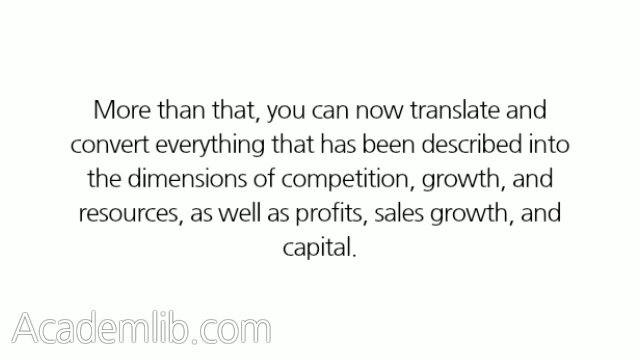 More than that, you can now translate and
convert everything that has been described into
the dimensions of competition, growth, and
resources, as well as profits, sales growth, and
capital.
Academlib.com